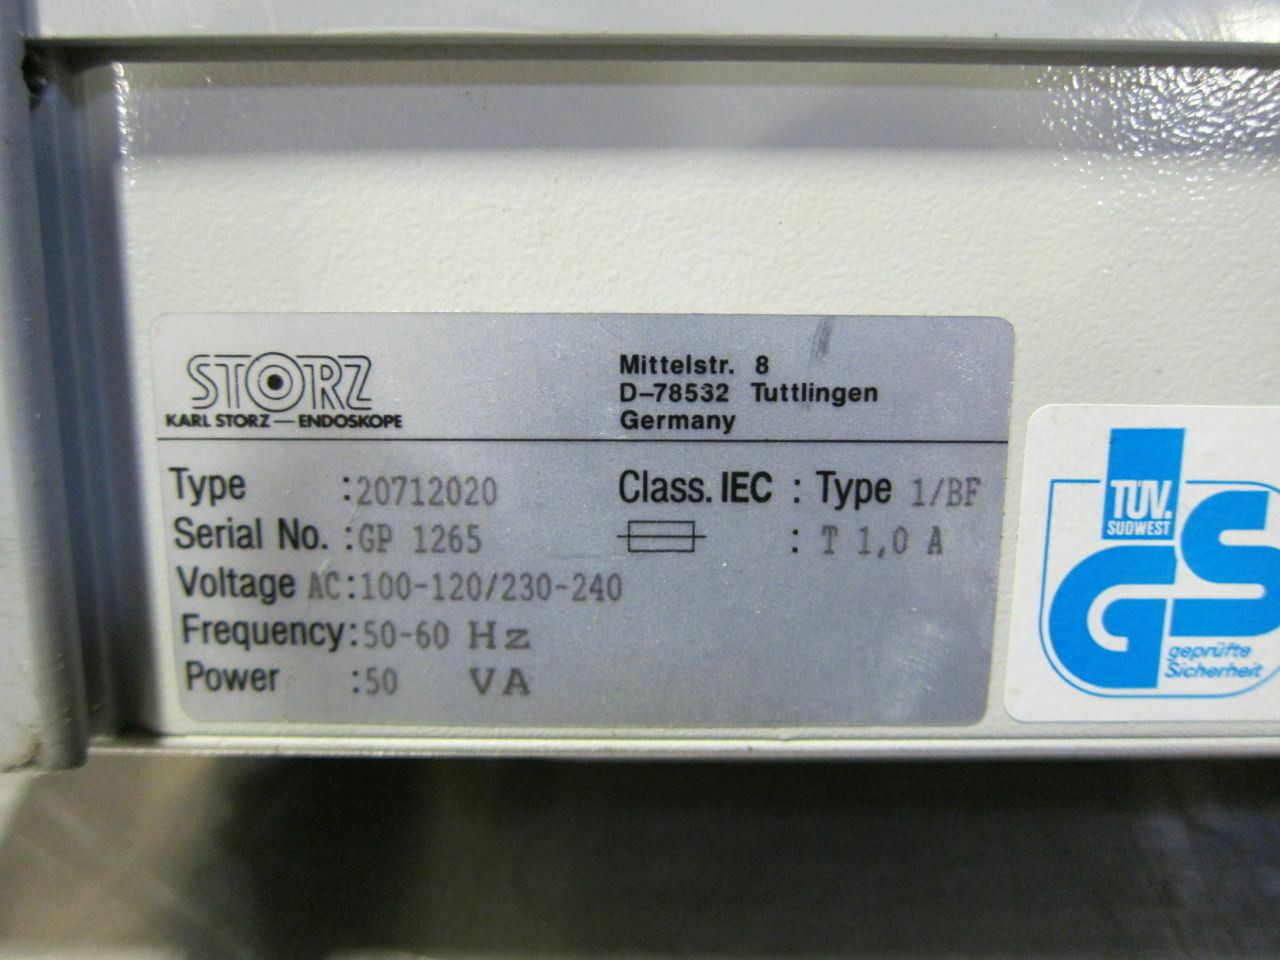 STORZ
KARL STORZ — ENDOSKOPE
Mittelstr. 8
D-78532 Tuttlingen
Germany
Type :20712020
Serial No. :GP 1265
Voltage AC:100-120/230-240
Frequency:50-60 Hz
Power :50 VA
Class. IEC : Type 1/BF
: T 1,0 A
TÜV.
SÜDWEST
GS
geprüfte
Sicherheit